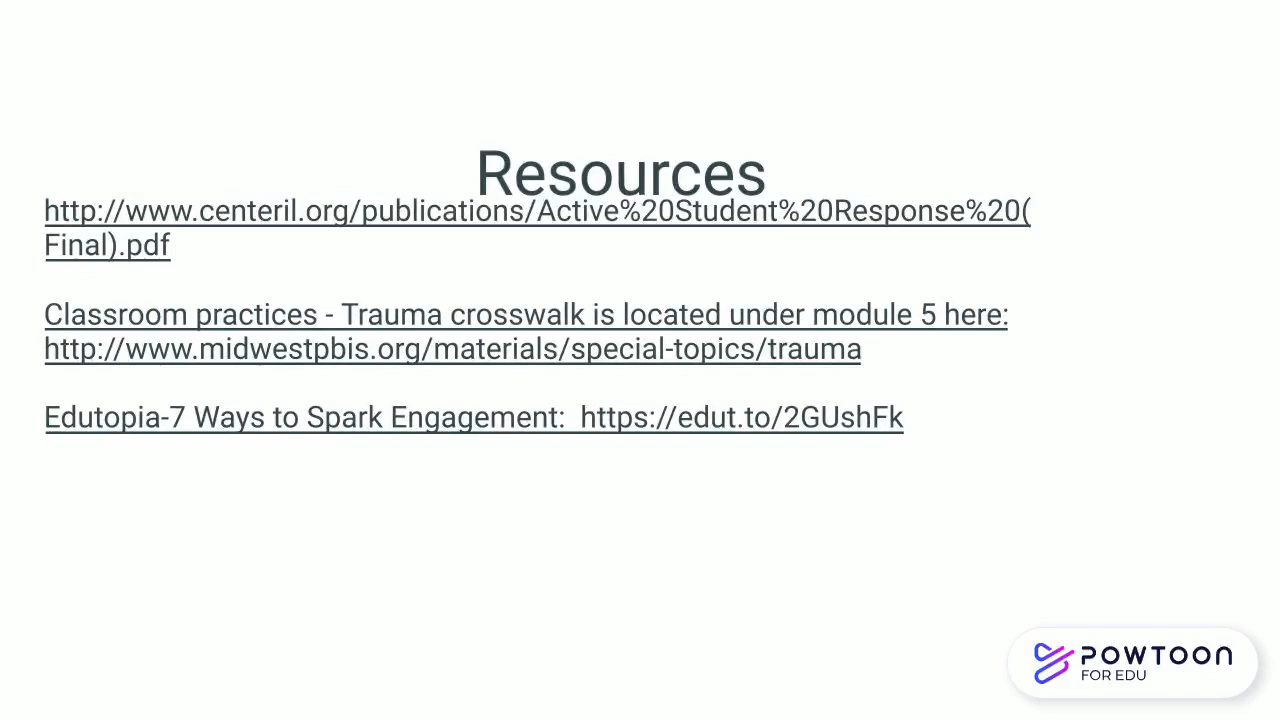 Resources
http://www.centeril.org/publications/Active%20Student%20Response%20(
Final).pdf
Classroom practices - Trauma crosswalk is located under module 5 here:
http://www.midwestpbis.org/materials/special-topics/trauma
Edutopia-7 Ways to Spark Engagement:  https://edut.to/2GUshFk
POWTOON
FOR EDU